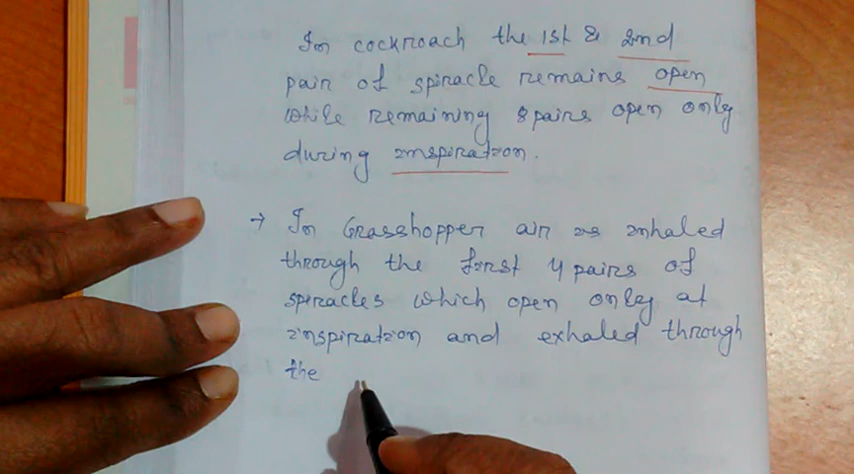 In cockroach the 1st & 2nd
pair of spiracle remains open
while remaining 8 pairs open only
during inspiration.
→ In Grasshopper air is inhaled
through the first 4 pairs of
spiracles which open only at
inspiration and exhaled through
the